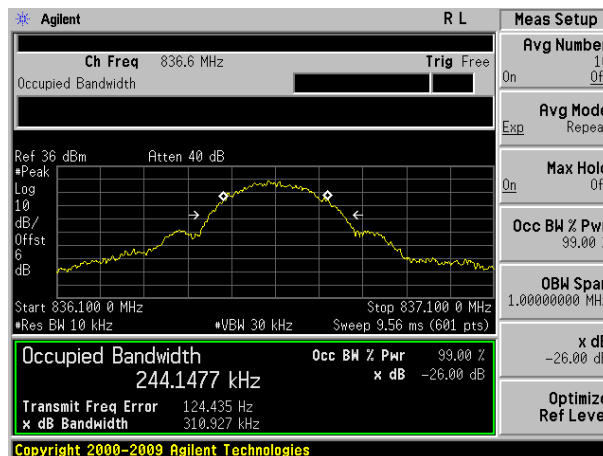 Agilent R L Meas Setup
Ch Freq 836.6 MHz Trig Free
Occupied Bandwidth
Ref 36 dBm Atten 40 dB
#Peak
Log
10
dB/
Offst
6
dB
Start 836.100 0 MHz Stop 837.100 0 MHz
#Res BW 10 kHz #VBW 30 kHz Sweep 9.56 ms (601 pts)
Occupied Bandwidth
244.1477 kHz
Occ BW % Pwr 99.00 %
x dB -26.00 dB
Transmit Freq Error 124.435 Hz
x dB Bandwidth 310.927 kHz
Copyright 2000-2009 Agilent Technologies
Avg Number
10
On Of
Avg Mode
Exp Repea
Max Hold
On Of
Occ BW % Pwr
99.00 %
OBW Span
1.00000000 MH
x dB
-26.00 dB
Optimize
Ref Level